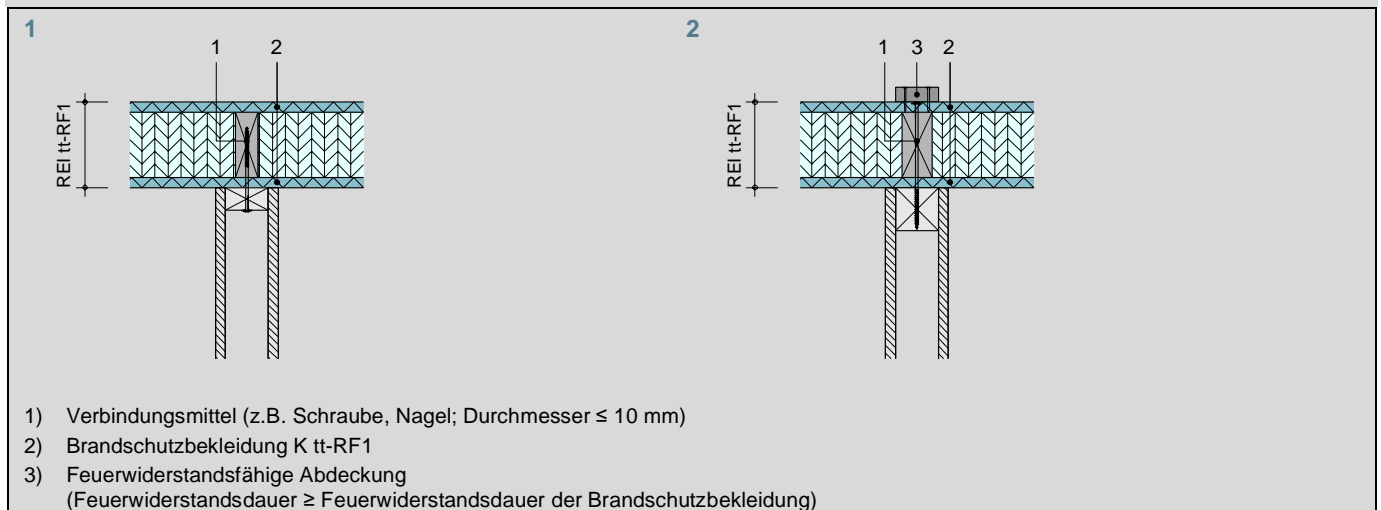 1
2
1 2
1 3 2
REI tt-RF1
REI tt-RF1
1) Verbindungsmittel (z.B. Schraube, Nagel; Durchmesser ≤ 10 mm)
2) Brandschutzbekleidung K tt-RF1
3) Feuerwiderstandsfähige Abdeckung
(Feuerwiderstandsdauer ≥ Feuerwiderstandsdauer der Brandschutzbekleidung)